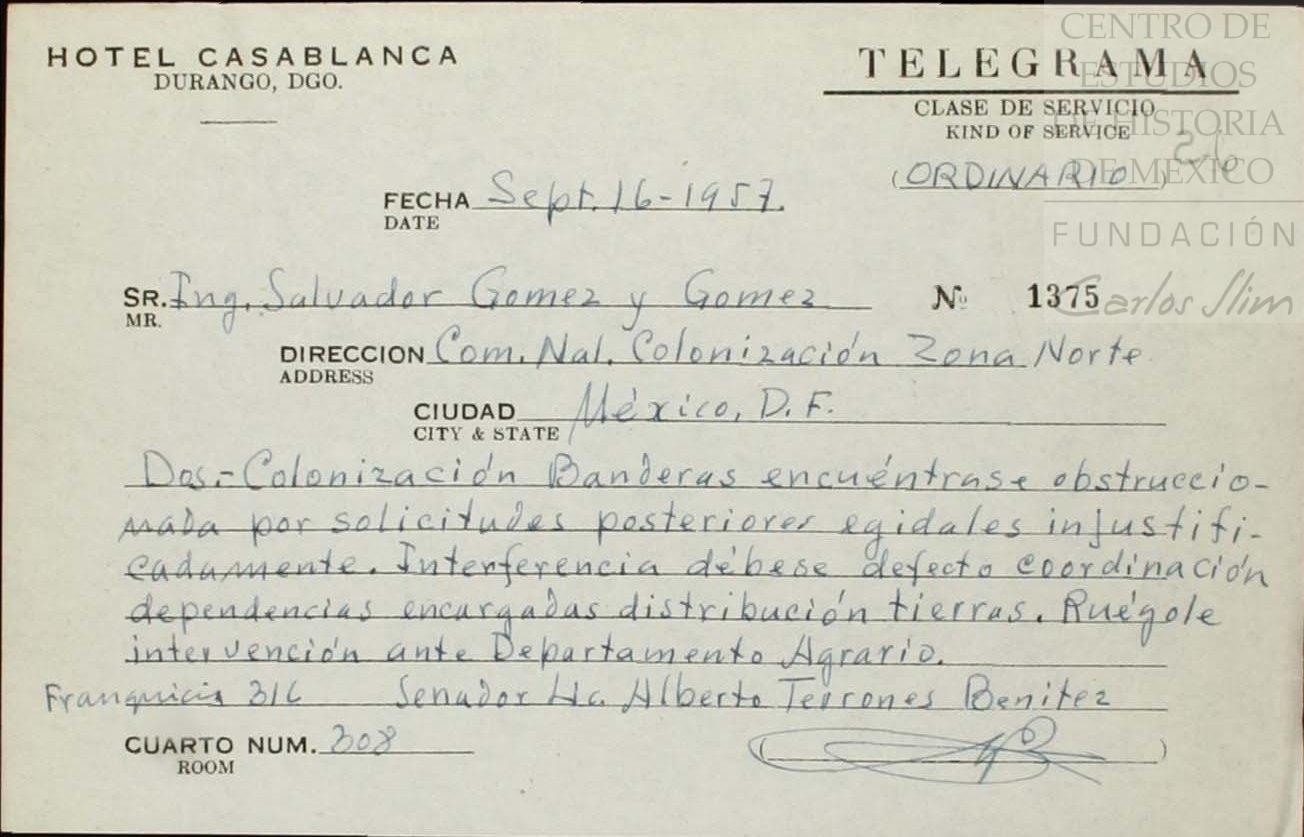 HOTEL CASABLANCA
DURANGO, DGO.
TELEGRAMA
CLASE DE SERVICIO
KIND OF SERVICE
(ORDINARIO)
26
CENTRO DE
ESTUDIOS
DE HISTORIA
DE MÉXICO
FUNDACIÓN
Carlos Slim
FECHA Sept. 16-1957.
DATE
SR. Ing. Salvador Gomez y Gomez
MR.
Nº 1375
DIRECCION Com. Nal. Colonización Zona Norte
ADDRESS
CIUDAD México, D.F.
CITY & STATE
Dos.- Colonización Banderas encuéntrase obstruccio-
nada por solicitudes posteriores egidales injustifi-
cadamente. Interferencia débese defecto coordinación
dependencias encargadas distribución tierras. Ruégole
intervención ante Departamento Agrario.
Franquicia 316 Senador Lic. Alberto Terrones Benitez
CUARTO NUM. 308
ROOM